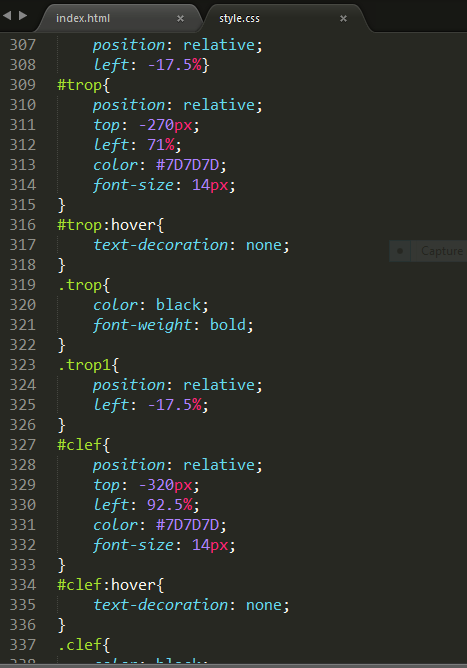 index.html × style.css ×
307 position: relative;
308 left: -17.5%}
309 #trop{
310 position: relative;
311 top: -270px;
312 left: 71%;
313 color: #7D7D7D;
314 font-size: 14px;
315 }
316 #trop:hover{
317 text-decoration: none;
Capture
318 }
319 .trop{
320 color: black;
321 font-weight: bold;
322 }
323 .trop1{
324 position: relative;
325 left: -17.5%;
326 }
327 #clef{
328 position: relative;
329 top: -320px;
330 left: 92.5%;
331 color: #7D7D7D;
332 font-size: 14px;
333 }
334 #clef:hover{
335 text-decoration: none;
336 }
337 .clef{
338 color: black;